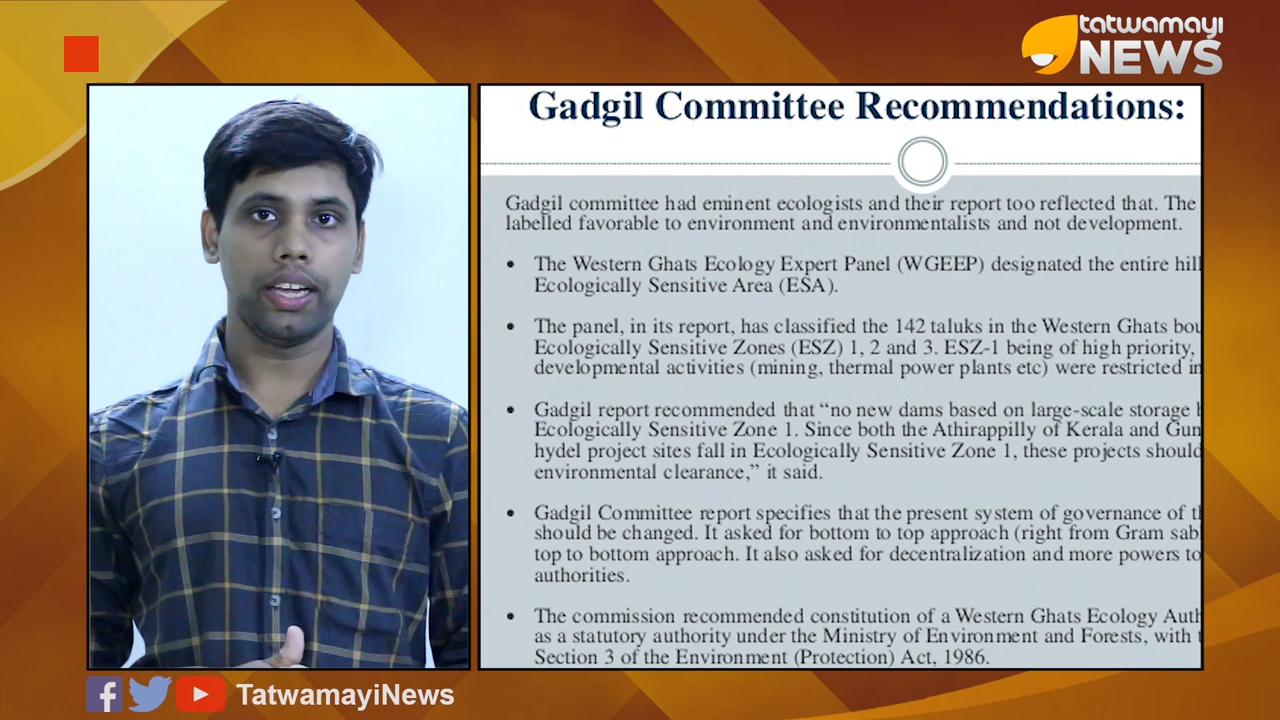 tatwamayi
NEWS
Gadgil Committee Recommendations:
Gadgil committee had eminent ecologists and their report too reflected that. The
labelled favorable to environment and environmentalists and not development.
• The Western Ghats Ecology Expert Panel (WGEEP) designated the entire hill
Ecologically Sensitive Area (ESA).
• The panel, in its report, has classified the 142 taluks in the Western Ghats bou
Ecologically Sensitive Zones (ESZ) 1, 2 and 3. ESZ-1 being of high priority,
developmental activities (mining, thermal power plants etc) were restricted in
• Gadgil report recommended that “no new dams based on large-scale storage
Ecologically Sensitive Zone 1. Since both the Athirappilly of Kerala and Gun
hydel project sites fall in Ecologically Sensitive Zone 1, these projects should
environmental clearance,” it said.
• Gadgil Committee report specifies that the present system of governance of
should be changed. It asked for bottom to top approach (right from Gram sab
top to bottom approach. It also asked for decentralization and more powers to
authorities.
• The commission recommended constitution of a Western Ghats Ecology Auth
as a statutory authority under the Ministry of Environment and Forests, with
Section 3 of the Environment (Protection) Act, 1986.
TatwamayiNews